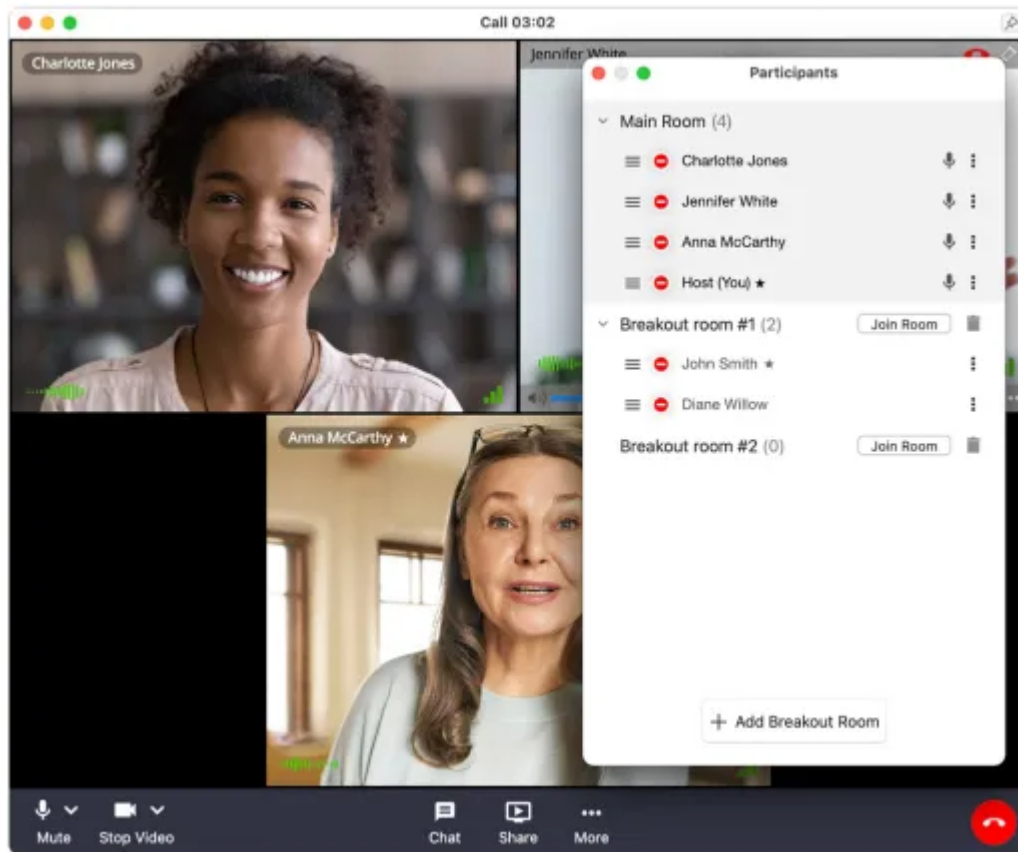 Call 03:02
Charlotte Jones
Jennifer White
Participants
Main Room (4)
Charlotte Jones
Jennifer White
Anna McCarthy
Host (You) ★
Breakout room #1 (2) Join Room
John Smith ★
Diane Willow
Breakout room #2 (0) Join Room
+ Add Breakout Room
Anna McCarthy ★
Mute
Stop Video
Chat
Share
More